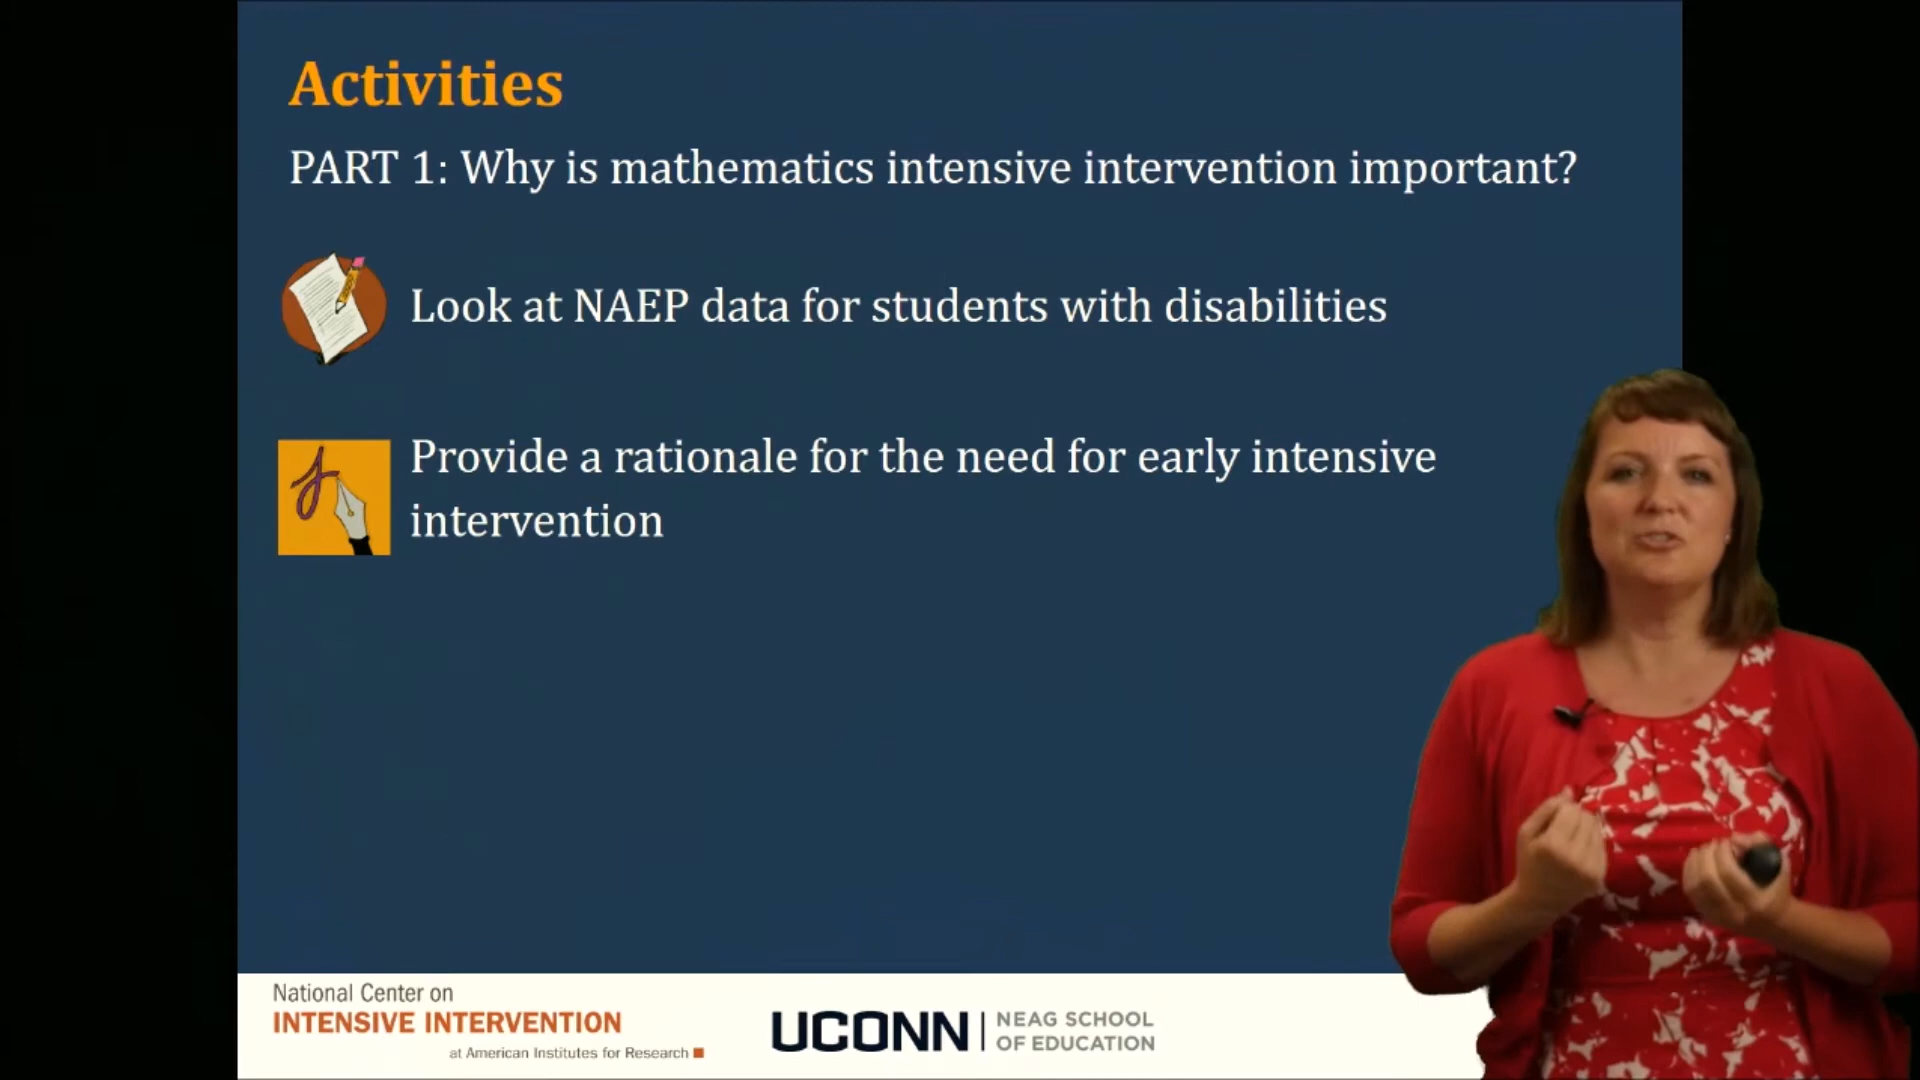 Activities
PART 1: Why is mathematics intensive intervention important?
Look at NAEP data for students with disabilities
Provide a rationale for the need for early intensive
intervention
National Center on
INTENSIVE INTERVENTION
at American Institutes for Research
UCONN
NEAG SCHOOL
OF EDUCATION